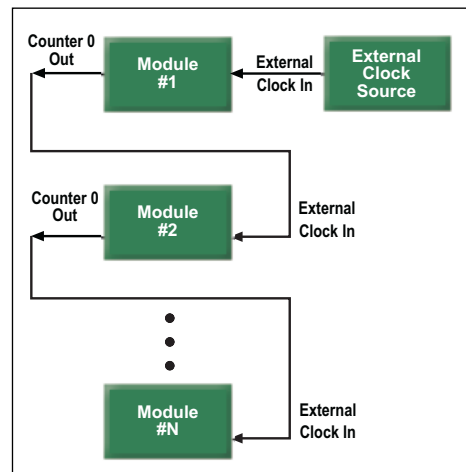 Counter 0
Out
Module
#1
External
Clock In
External
Clock
Source
Counter 0
Out
Module
#2
External
Clock In
Module
#N
External
Clock In